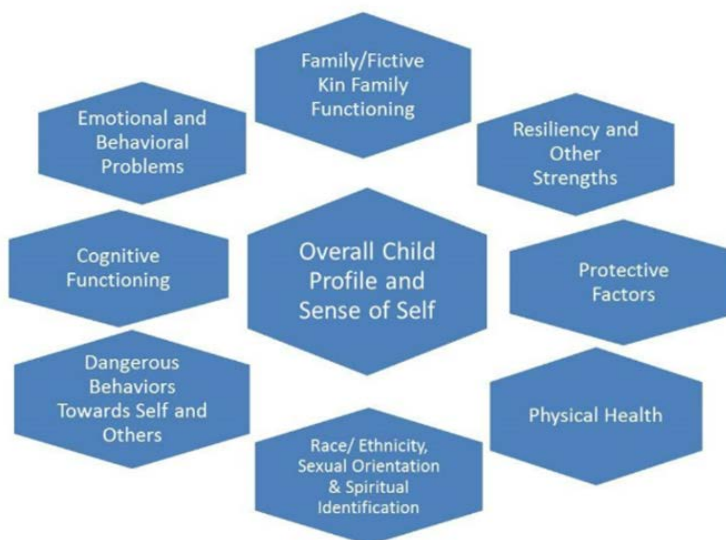 Family/Fictive
Kin Family
Functioning
Emotional and
Behavioral
Problems
Resiliency and
Other
Strengths
Cognitive
Functioning
Overall Child
Profile and
Sense of Self
Protective
Factors
Dangerous
Behaviors
Towards Self and
Others
Physical Health
Race/ Ethnicity,
Sexual Orientation
& Spiritual
Identification